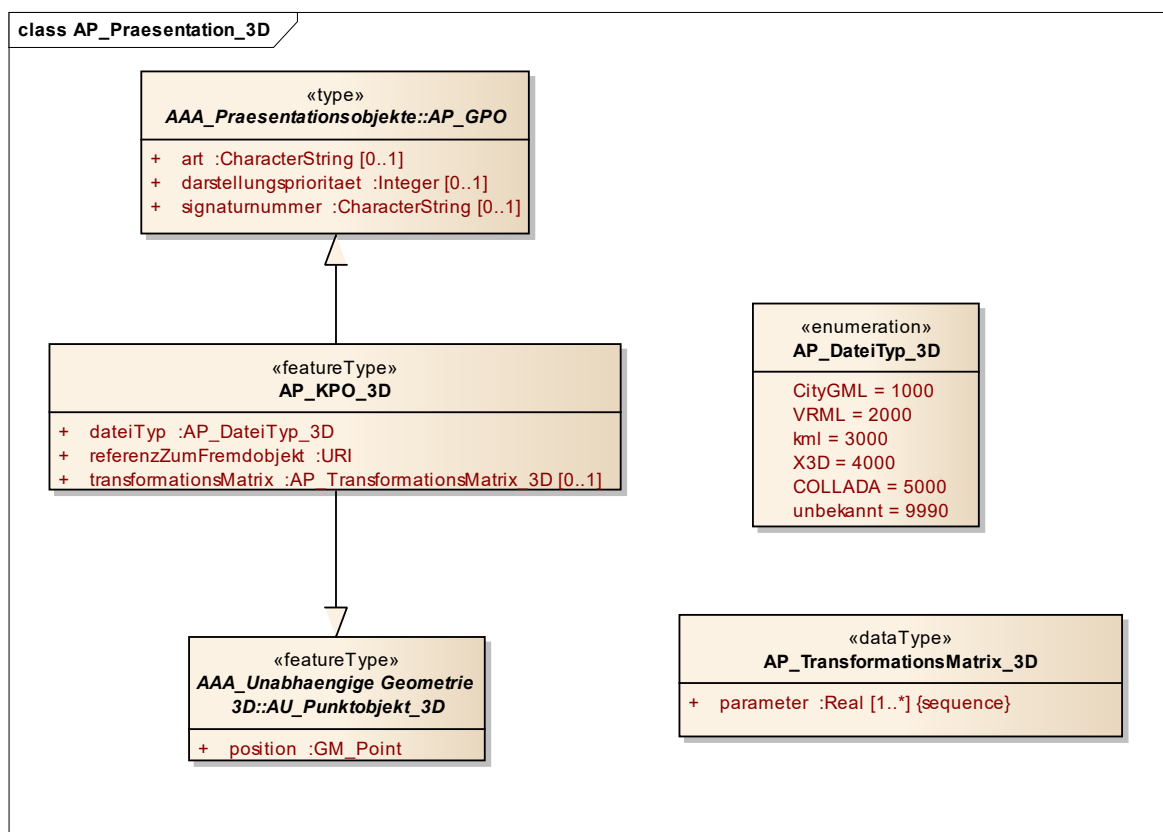 class AP_Praesentation_3D
«type»
AAA_Praesentationsobjekte::AP_GPO
+ art :CharacterString [0..1]
+ darstellungsprioritaet :Integer [0..1]
+ signaturnummer :CharacterString [0..1]
«featureType»
AP_KPO_3D
+ dateiTyp :AP_DateiTyp_3D
+ referenzZumFremdobjekt :URI
+ transformationsMatrix :AP_TransformationsMatrix_3D [0..1]
«enumeration»
AP_DateiTyp_3D
CityGML = 1000
VRML = 2000
kml = 3000
X3D = 4000
COLLADA = 5000
unbekannt = 9990
«featureType»
AAA_Unabhaengige Geometrie
3D::AU_Punktobjekt_3D
+ position :GM_Point
«dataType»
AP_TransformationsMatrix_3D
+ parameter :Real [1..*] {sequence}